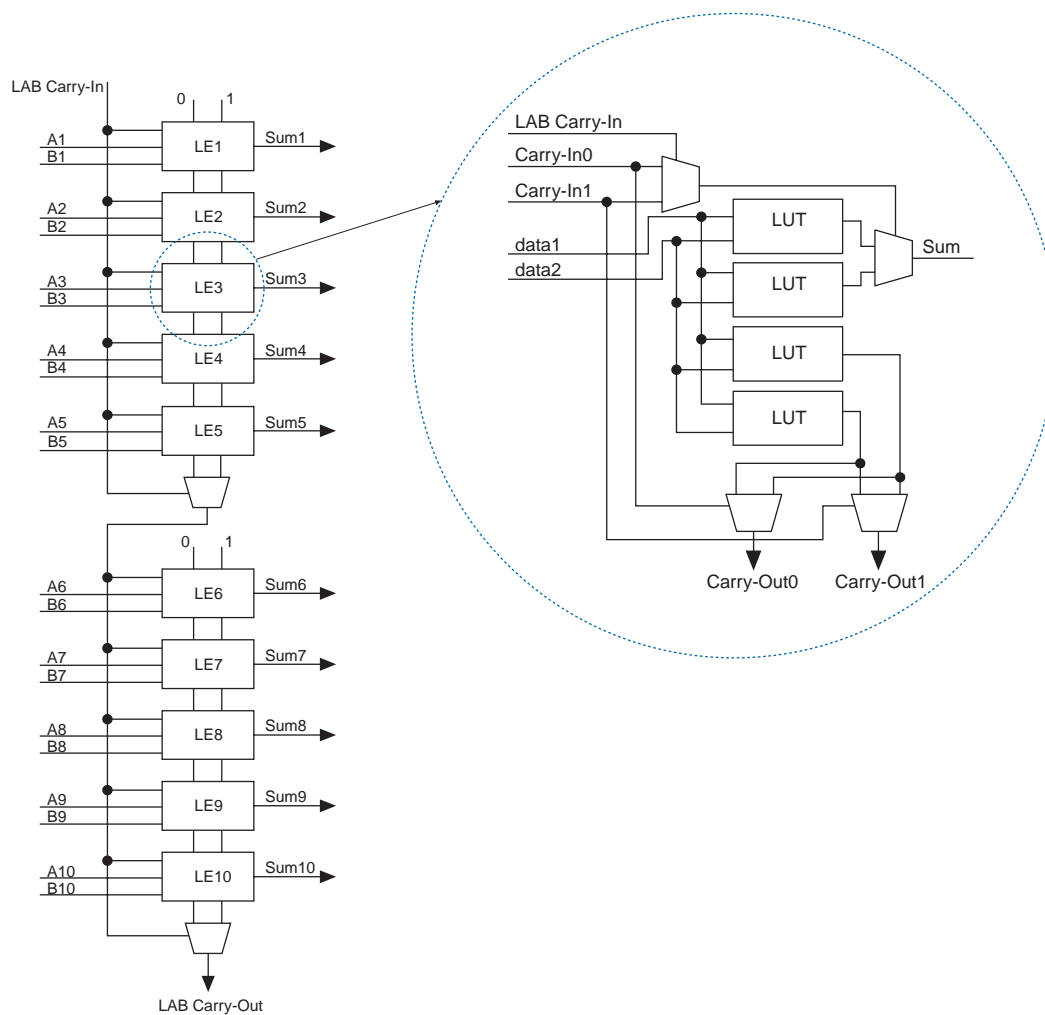 LAB Carry-In
0 1
A1
B1
LE1
Sum1
A2
B2
LE2
Sum2
A3
B3
LE3
Sum3
A4
B4
LE4
Sum4
A5
B5
LE5
Sum5
0 1
A6
B6
LE6
Sum6
A7
B7
LE7
Sum7
A8
B8
LE8
Sum8
A9
B9
LE9
Sum9
A10
B10
LE10
Sum10
LAB Carry-Out
LAB Carry-In
Carry-In0
Carry-In1
data1
data2
LUT
LUT
LUT
LUT
Sum
Carry-Out0
Carry-Out1